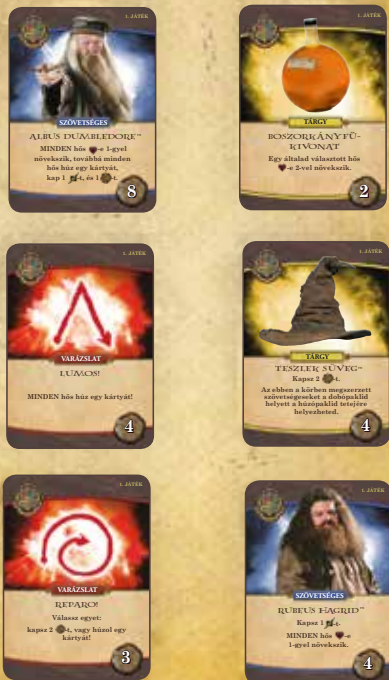 1. JÁTÉK
SZÖVETSÉGES
ALBUS DUMBLEDORE™
MINDEN hős -e 1-gyel
növekszik, továbbá minden
hős húz egy kártyát,
kap 1 -t, és 1 -t.
8
1. JÁTÉK
TÁRGY
BOSZORKÁNYFŰ-
KIVONAT
Egy általad választott hős
-e 2-vel növekszik.
2
1. JÁTÉK
VARÁZSLAT
LUMOS!
MINDEN hős húz egy kártyát!
4
1. JÁTÉK
TÁRGY
TESZLEK SÜVEG™
Kapsz 2 -t.
Az ebben a körben megszerzett
szövetségeseket a dobópaklid
helyett a húzópaklid tetejére
helyezheted.
4
1. JÁTÉK
VARÁZSLAT
REPARO!
Válassz egyet:
kapsz 2 -t, vagy húzol egy
kártyát!
3
1. JÁTÉK
SZÖVETSÉGES
RUBEUS HAGRID™
Kapsz 1 -t.
MINDEN hős -e
1-gyel növekszik.
4